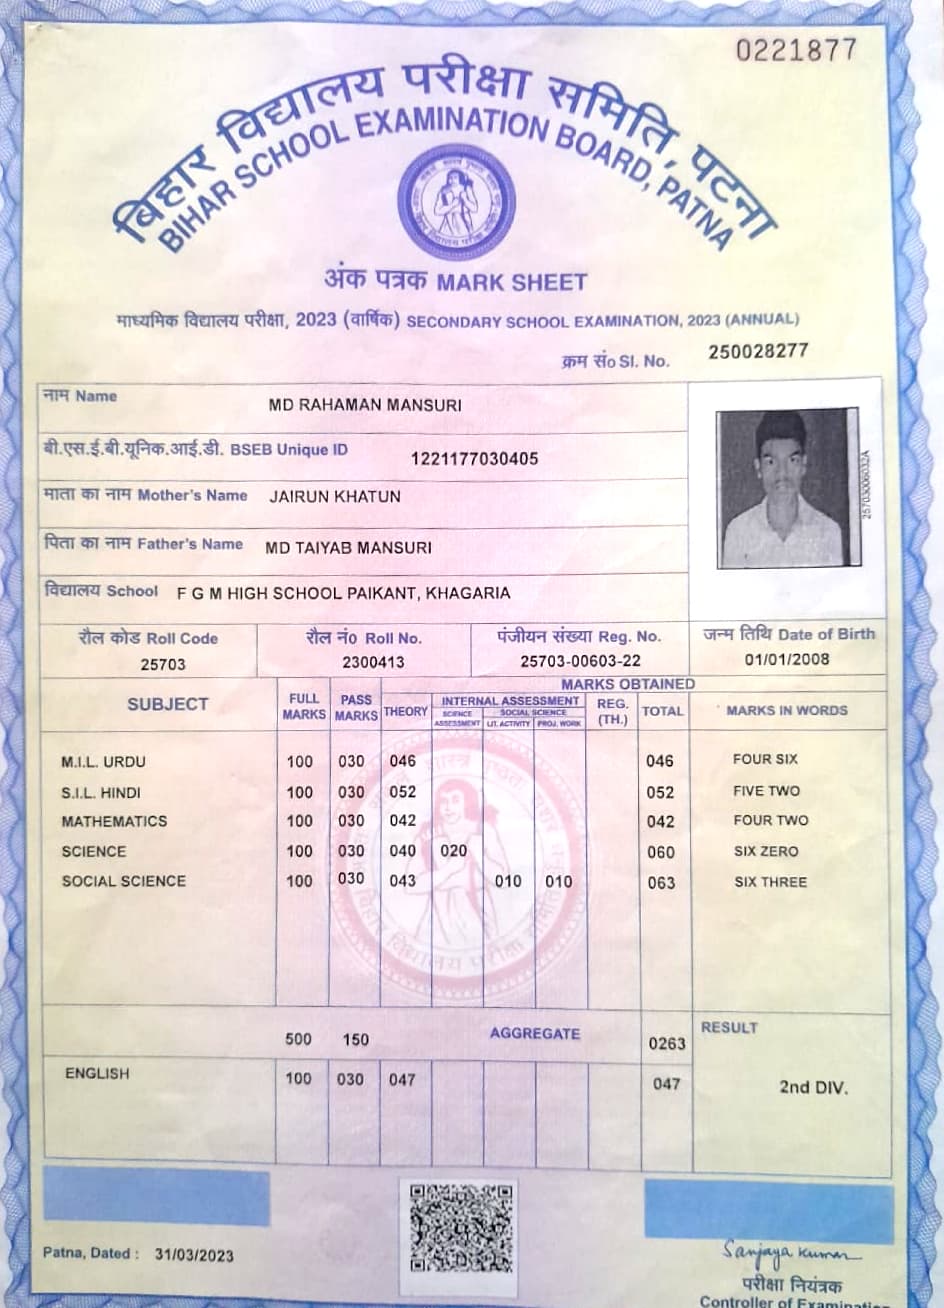 0221877
बिहार विद्यालय परीक्षा समिति, पटना
BIHAR SCHOOL EXAMINATION BOARD, PATNA
अंक पत्रक MARK SHEET
माध्यमिक विद्यालय परीक्षा, 2023 (वार्षिक) SECONDARY SCHOOL EXAMINATION, 2023 (ANNUAL)
क्रम सं० Sl. No. 250028277
नाम Name MD RAHAMAN MANSURI
बी.एस.ई.बी.यूनिक.आई.डी. BSEB Unique ID 1221177030405
माता का नाम Mother's Name JAIRUN KHATUN
पिता का नाम Father's Name MD TAIYAB MANSURI
विद्यालय School F G M HIGH SCHOOL PAIKANT, KHAGARIA
रौल कोड Roll Code रौल नं० Roll No. पंजीयन संख्या Reg. No. जन्म तिथि Date of Birth
25703 2300413 25703-00603-22 01/01/2008
MARKS OBTAINED
SUBJECT FULL MARKS PASS MARKS THEORY INTERNAL ASSESSMENT REG. (TH.) TOTAL MARKS IN WORDS
SCIENCE ASSESSMENT SOCIAL SCIENCE LIT. ACTIVITY PROJ. WORK
M.I.L. URDU 100 030 046 046 FOUR SIX
S.I.L. HINDI 100 030 052 052 FIVE TWO
MATHEMATICS 100 030 042 042 FOUR TWO
SCIENCE 100 030 040 020 060 SIX ZERO
SOCIAL SCIENCE 100 030 043 010 010 063 SIX THREE
500 150 AGGREGATE 0263 RESULT
ENGLISH 100 030 047 047 2nd DIV.
Patna, Dated : 31/03/2023
Sanjaya Kumar
परीक्षा नियंत्रक
Controller of Examination